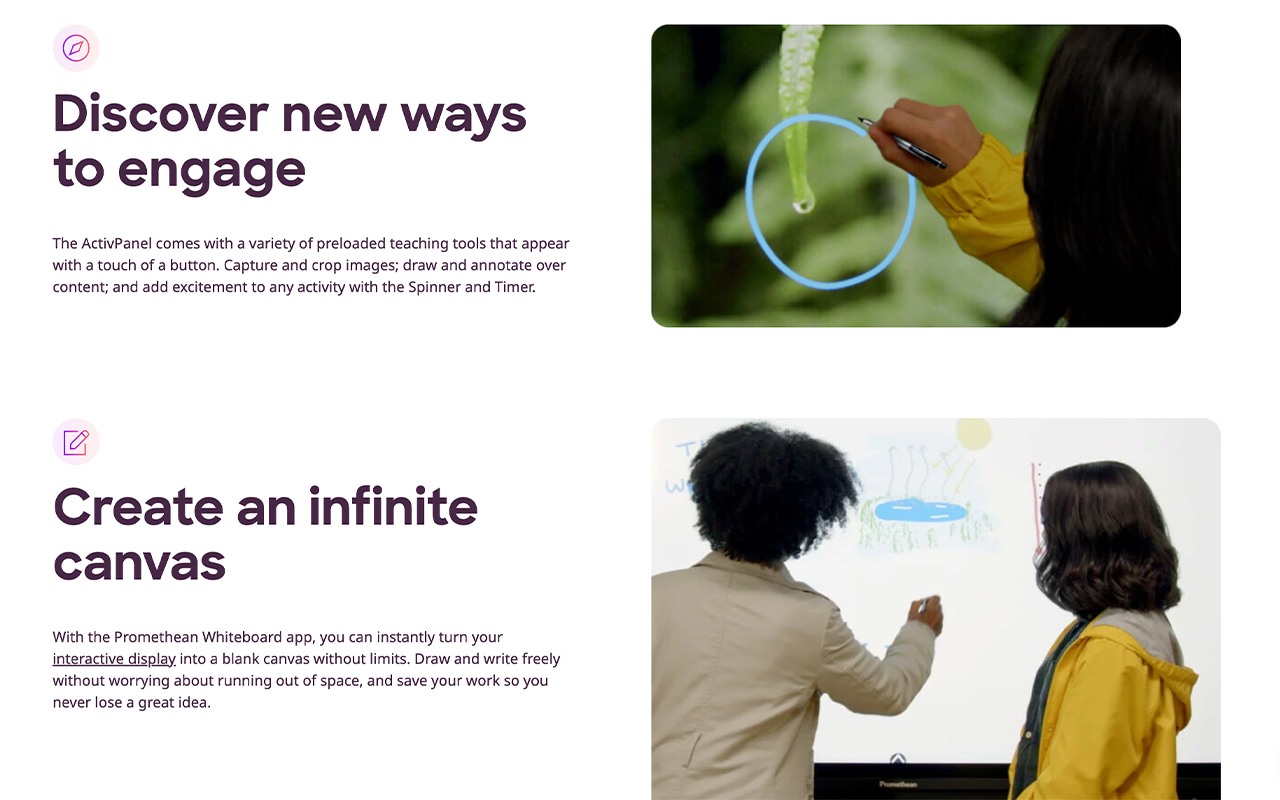 Discover new ways
to engage
The ActivPanel comes with a variety of preloaded teaching tools that appear
with a touch of a button. Capture and crop images; draw and annotate over
content; and add excitement to any activity with the Spinner and Timer.
Create an infinite
canvas
With the Promethean Whiteboard app, you can instantly turn your
interactive display into a blank canvas without limits. Draw and write freely
without worrying about running out of space, and save your work so you
never lose a great idea.
Promethean